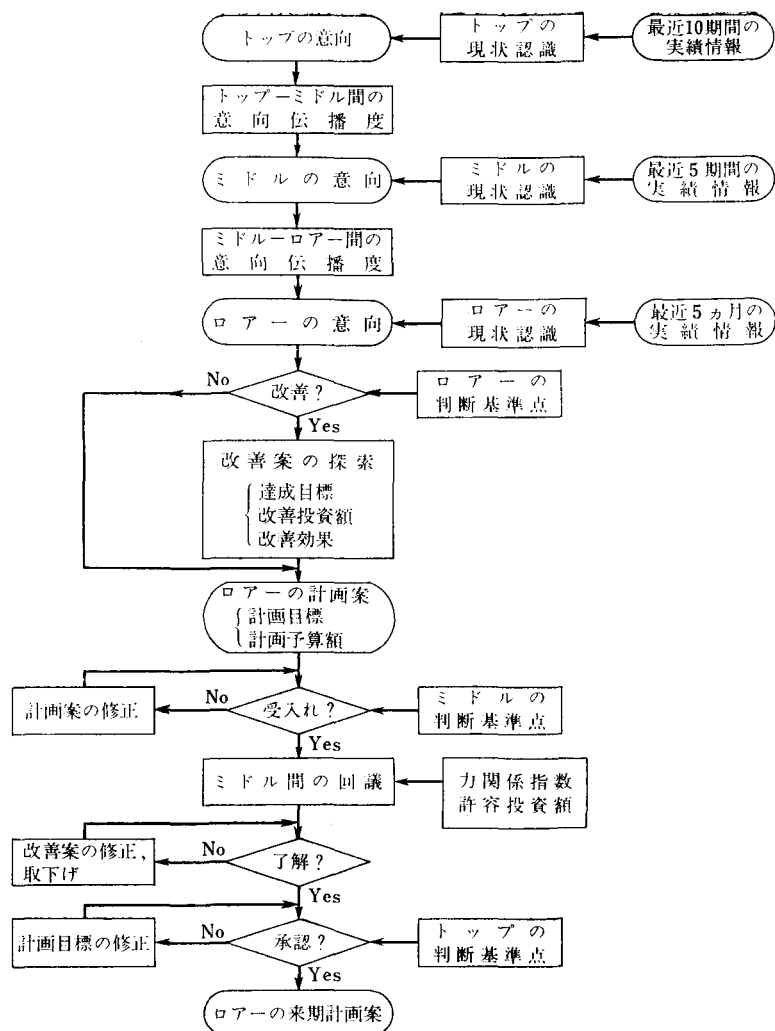 トップの意向
トップの
現状認識
最近10期間の
実績情報
トップーミドル間の
意向伝播度
ミドルの意向
ミドルの
現状認識
最近5期間の
実績情報
ミドルーロアー間の
意向伝播度
ロアーの意向
ロアーの
現状認識
最近5ヵ月の
実績情報
No
改善?
ロアーの
判断基準点
Yes
改善案の探索
達成目標
改善投資額
改善効果
ロアーの計画案
計画目標
計画予算額
計画案の修正
No
受入れ?
ミドルの
判断基準点
Yes
ミドル間の回議
力関係指数
許容投資額
改善案の修正,
取下げ
No
了解?
Yes
計画目標の修正
No
承認?
トップの
判断基準点
Yes
ロアーの来期計画案